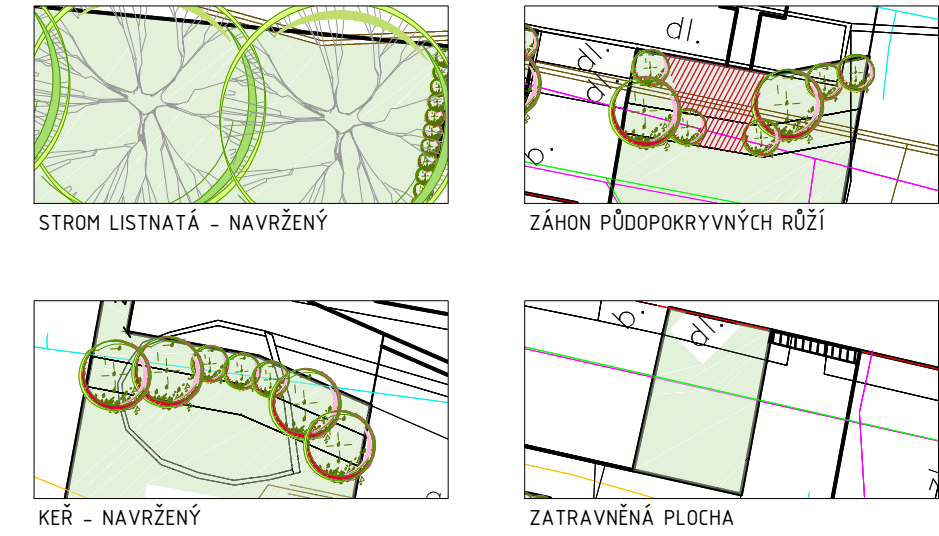 dl.
dl.
b.
STROM LISTNATÁ - NAVRŽENÝ
ZÁHON PŮDOPOKRYVNÝCH RŮŽÍ
b.
dl.
KEŘ - NAVRŽENÝ
ZATRAVNĚNÁ PLOCHA